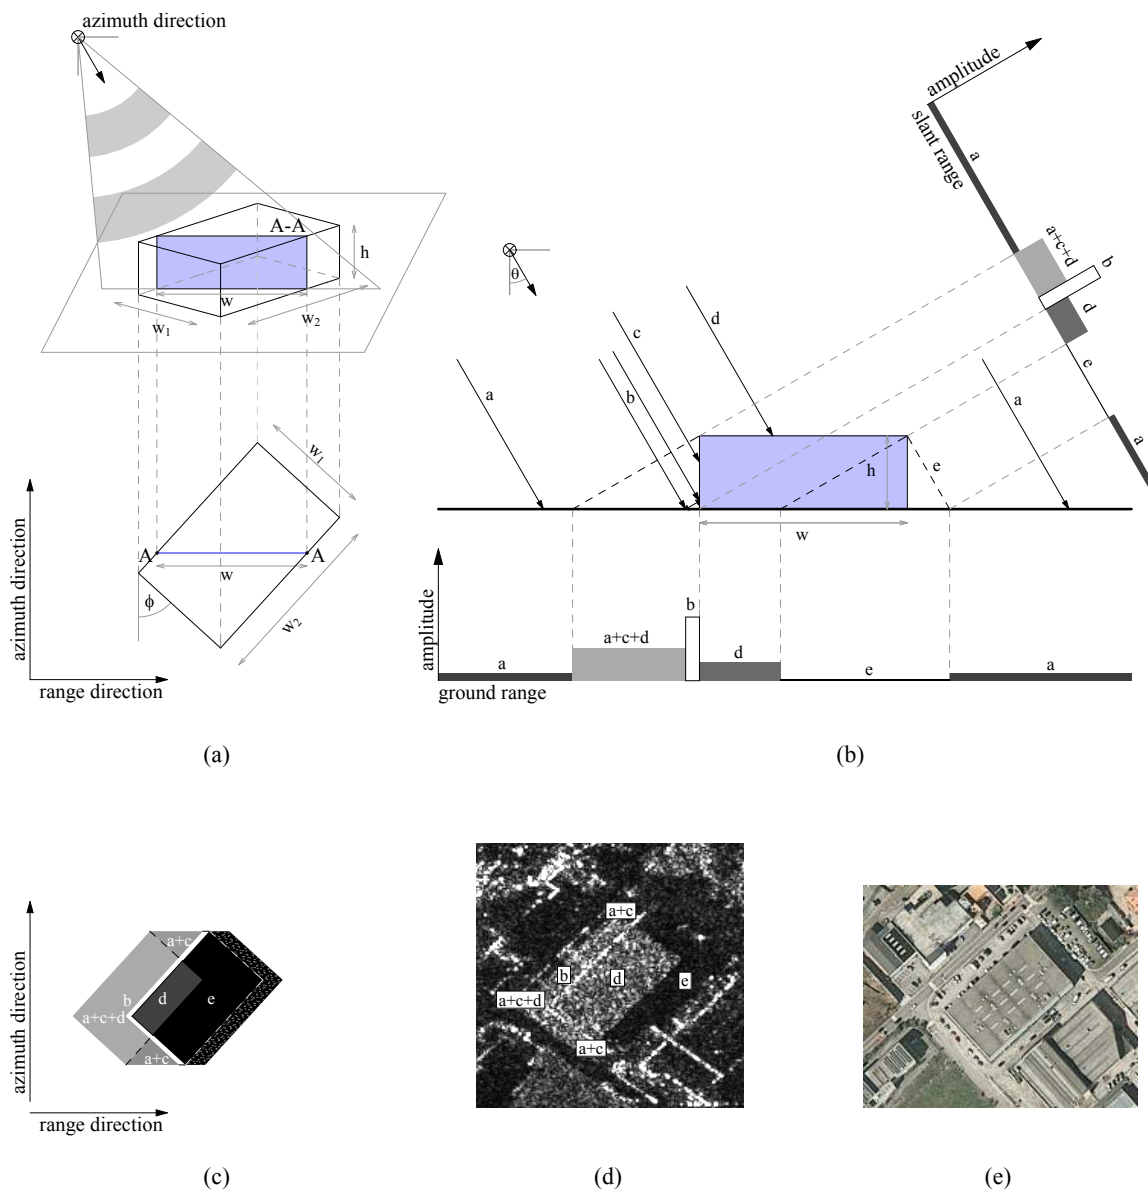 azimuth direction
A-A
h
w
w₁
w₂
w₁
A
A
w
ϕ
w₂
azimuth direction
range direction
(a)
amplitude
slant range
a
a+c+d
b
d
e
a
θ
a
c
b
d
a
h
e
w
amplitude
a
a+c+d
b
d
e
a
ground range
(b)
azimuth direction
a+c
b
d
e
a+c+d
a+c
range direction
(c)
a+c
b
d
e
a+c+d
a+c
(d)
(e)